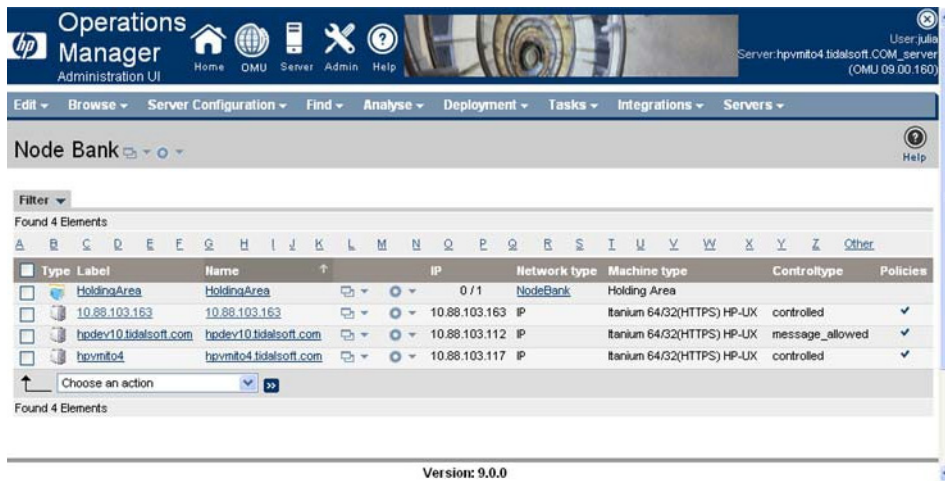 hp Operations Manager
Administration UI
Home OMU Server Admin Help
User:julia
Server:hpvmito4.tidalsoft.COM_server
(OMU 09.00.160)
Edit Browse Server Configuration Find Analyse Deployment Tasks Integrations Servers
Node Bank
Help
Filter
Found 4 Elements
A B C D E F G H I J K L M N O P Q R S T U V W X Y Z Other
Type Label Name IP Network type Machine type Controltype Policies
HoldingArea HoldingArea 0 / 1 NodeBank Holding Area
10.88.103.163 10.88.103.163 10.88.103.163 IP Itanium 64/32(HTTPS) HP-UX controlled
hpdev10.tidalsoft.com hpdev10.tidalsoft.com 10.88.103.112 IP Itanium 64/32(HTTPS) HP-UX message_allowed
hpvmito4 hpvmito4.tidalsoft.com 10.88.103.117 IP Itanium 64/32(HTTPS) HP-UX controlled
Choose an action
Found 4 Elements
Version: 9.0.0